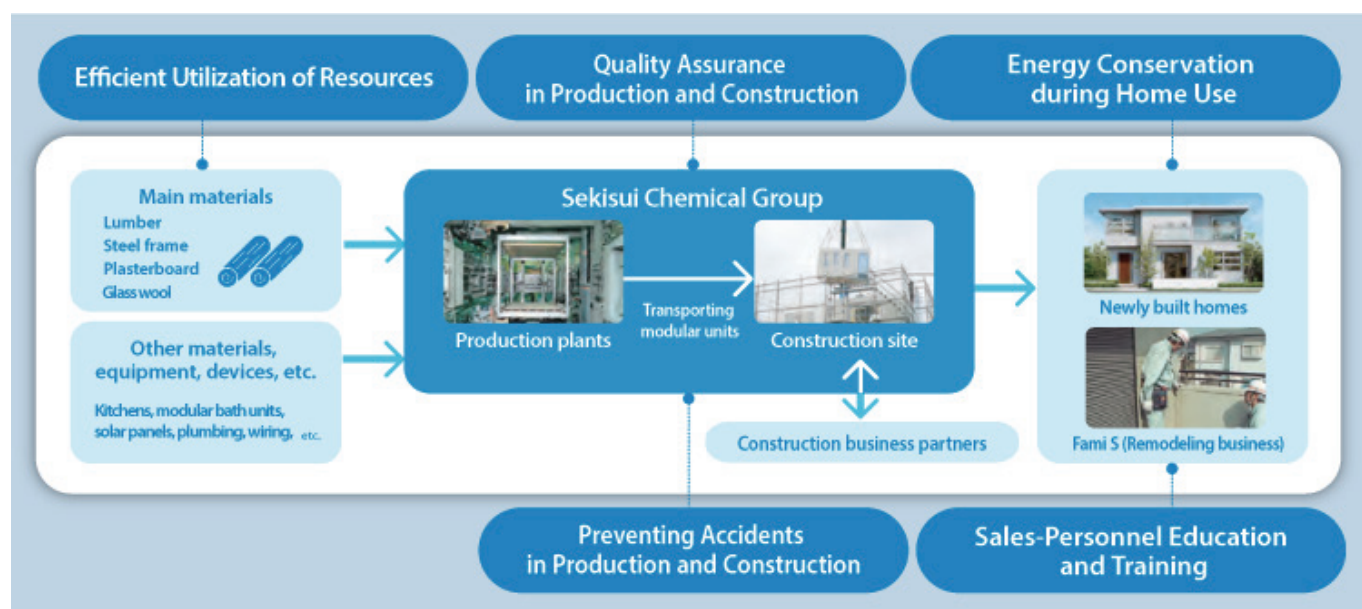 Efficient Utilization of Resources
Quality Assurance
in Production and Construction
Energy Conservation
during Home Use
Main materials
Lumber
Steel frame
Plasterboard
Glass wool
Other materials,
equipment, devices, etc.
Kitchens, modular bath units,
solar panels, plumbing, wiring, etc.
Sekisui Chemical Group
Production plants
Transporting
modular units
Construction site
Construction business partners
Newly built homes
Fami S (Remodeling business)
Preventing Accidents
in Production and Construction
Sales-Personnel Education
and Training